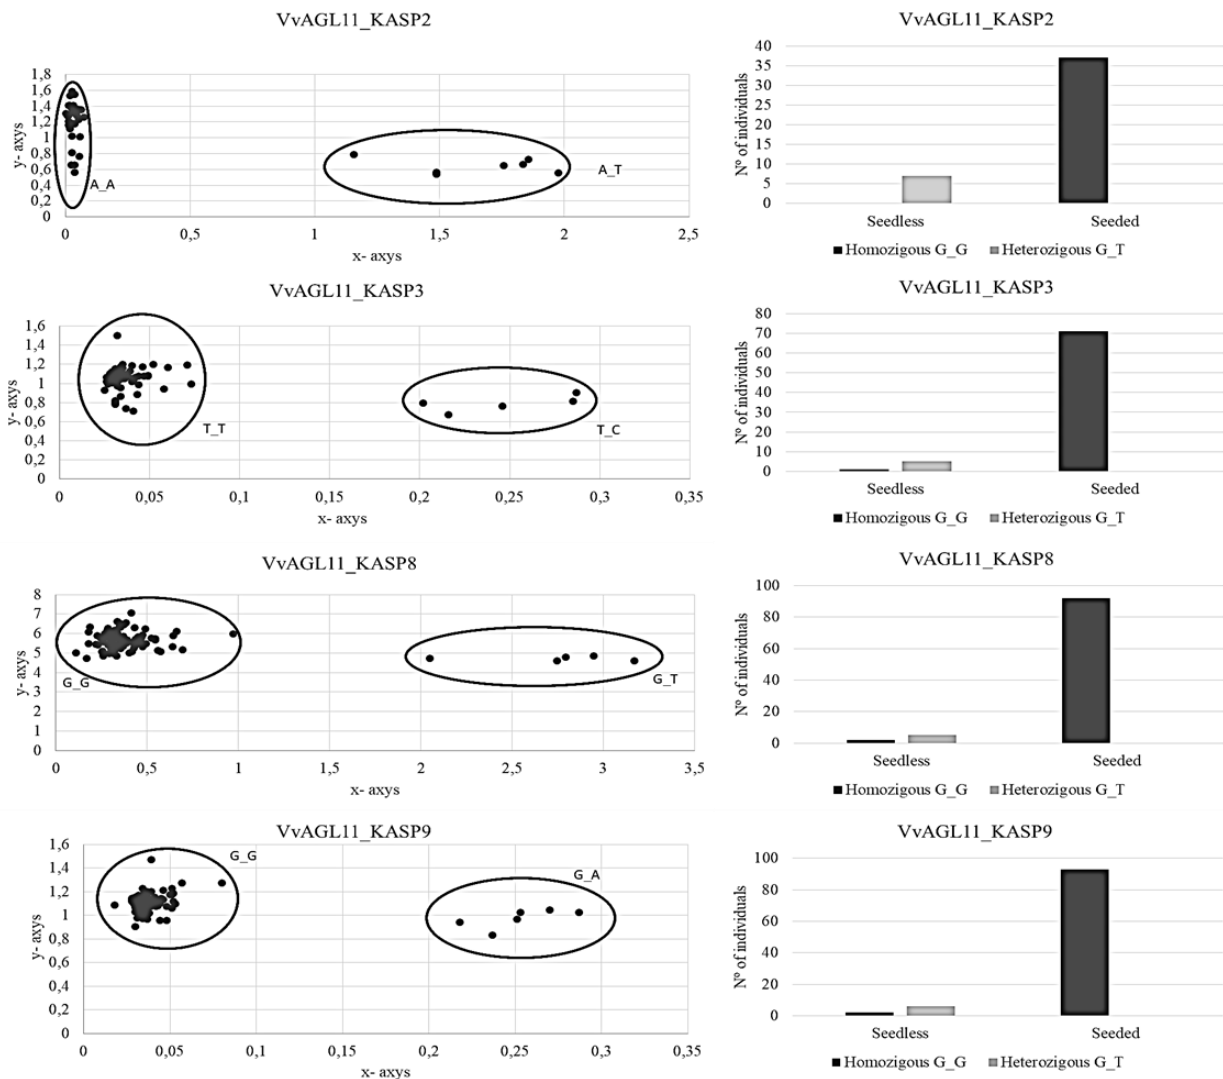 VvAGL11_KASP2
1,8
1,6
1,4
1,2
1
0,8
0,6
0,4
0,2
0
y- axys
A_A
A_T
0 0,5 1 1,5 2 2,5
x- axys
VvAGL11_KASP2
40
35
30
25
20
15
10
5
0
Nº of individuals
Seedless Seeded
Homozigous G_G Heterozigous G_T
VvAGL11_KASP3
1,6
1,4
1,2
1
0,8
0,6
0,4
0,2
0
y- axys
T_T
T_C
0 0,05 0,1 0,15 0,2 0,25 0,3 0,35
x- axys
VvAGL11_KASP3
80
70
60
50
40
30
20
10
0
Nº of individuals
Seedless Seeded
Homozigous G_G Heterozigous G_T
VvAGL11_KASP8
8
7
6
5
4
3
2
1
0
y- axys
G_G
G_T
0 0,5 1 1,5 2 2,5 3 3,5
x- axys
VvAGL11_KASP8
100
80
60
40
20
0
Nº of individuals
Seedless Seeded
Homozigous G_G Heterozigous G_T
VvAGL11_KASP9
1,6
1,4
1,2
1
0,8
0,6
0,4
0,2
0
y- axys
G_G
G_A
0 0,05 0,1 0,15 0,2 0,25 0,3 0,35
x- axys
VvAGL11_KASP9
100
80
60
40
20
0
Nº of individuals
Seedless Seeded
Homozigous G_G Heterozigous G_T